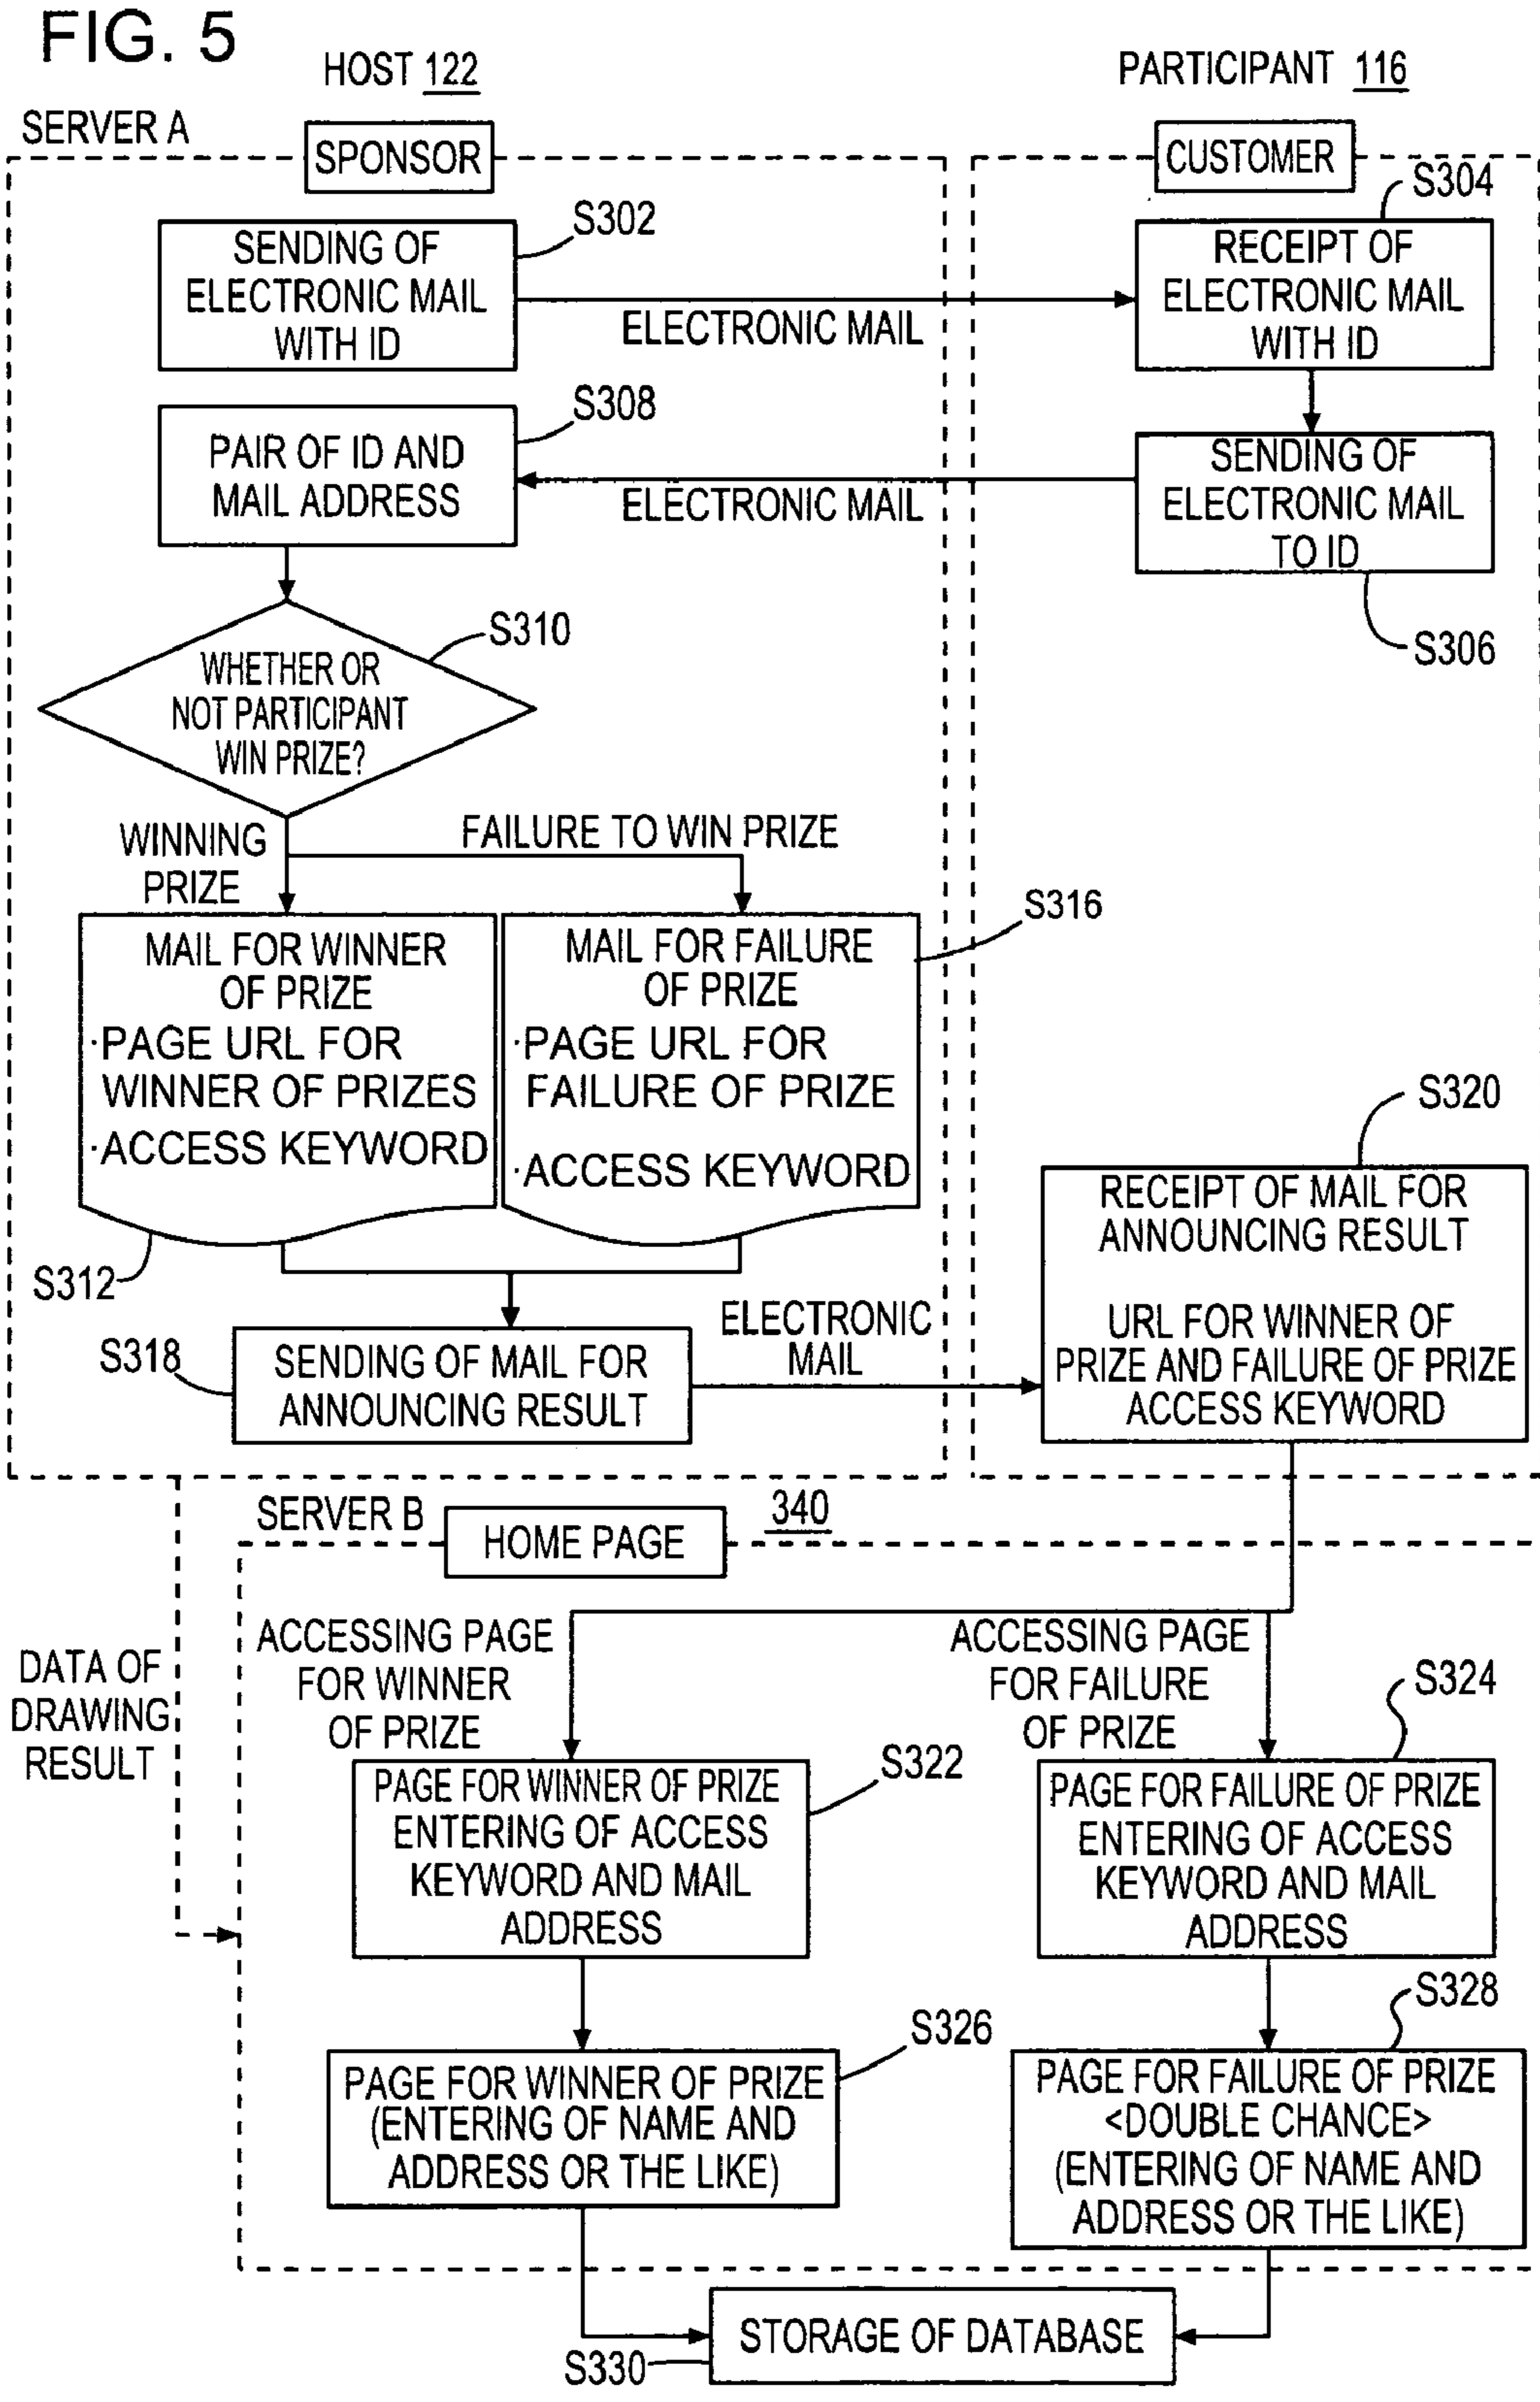 FIG. 5
HOST 122
PARTICIPANT 116
SERVER A
SPONSOR
CUSTOMER
S302
SENDING OF
ELECTRONIC MAIL
WITH ID
ELECTRONIC MAIL
S304
RECEIPT OF
ELECTRONIC MAIL
WITH ID
S308
PAIR OF ID AND
MAIL ADDRESS
ELECTRONIC MAIL
SENDING OF
ELECTRONIC MAIL
TO ID
S306
S310
WHETHER OR
NOT PARTICIPANT
WIN PRIZE?
WINNING
PRIZE
FAILURE TO WIN PRIZE
MAIL FOR WINNER
OF PRIZE
·PAGE URL FOR
WINNER OF PRIZES
·ACCESS KEYWORD
S312
S316
MAIL FOR FAILURE
OF PRIZE
·PAGE URL FOR
FAILURE OF PRIZE
·ACCESS KEYWORD
S318
SENDING OF MAIL FOR
ANNOUNCING RESULT
ELECTRONIC
MAIL
S320
RECEIPT OF MAIL FOR
ANNOUNCING RESULT
URL FOR WINNER OF
PRIZE AND FAILURE OF PRIZE
ACCESS KEYWORD
SERVER B
HOME PAGE
340
DATA OF
DRAWING
RESULT
ACCESSING PAGE
FOR WINNER
OF PRIZE
ACCESSING PAGE
FOR FAILURE
OF PRIZE
S322
PAGE FOR WINNER OF PRIZE
ENTERING OF ACCESS
KEYWORD AND MAIL
ADDRESS
S324
PAGE FOR FAILURE OF PRIZE
ENTERING OF ACCESS
KEYWORD AND MAIL
ADDRESS
S326
PAGE FOR WINNER OF PRIZE
(ENTERING OF NAME AND
ADDRESS OR THE LIKE)
S328
PAGE FOR FAILURE OF PRIZE
<DOUBLE CHANCE>
(ENTERING OF NAME AND
ADDRESS OR THE LIKE)
STORAGE OF DATABASE
S330